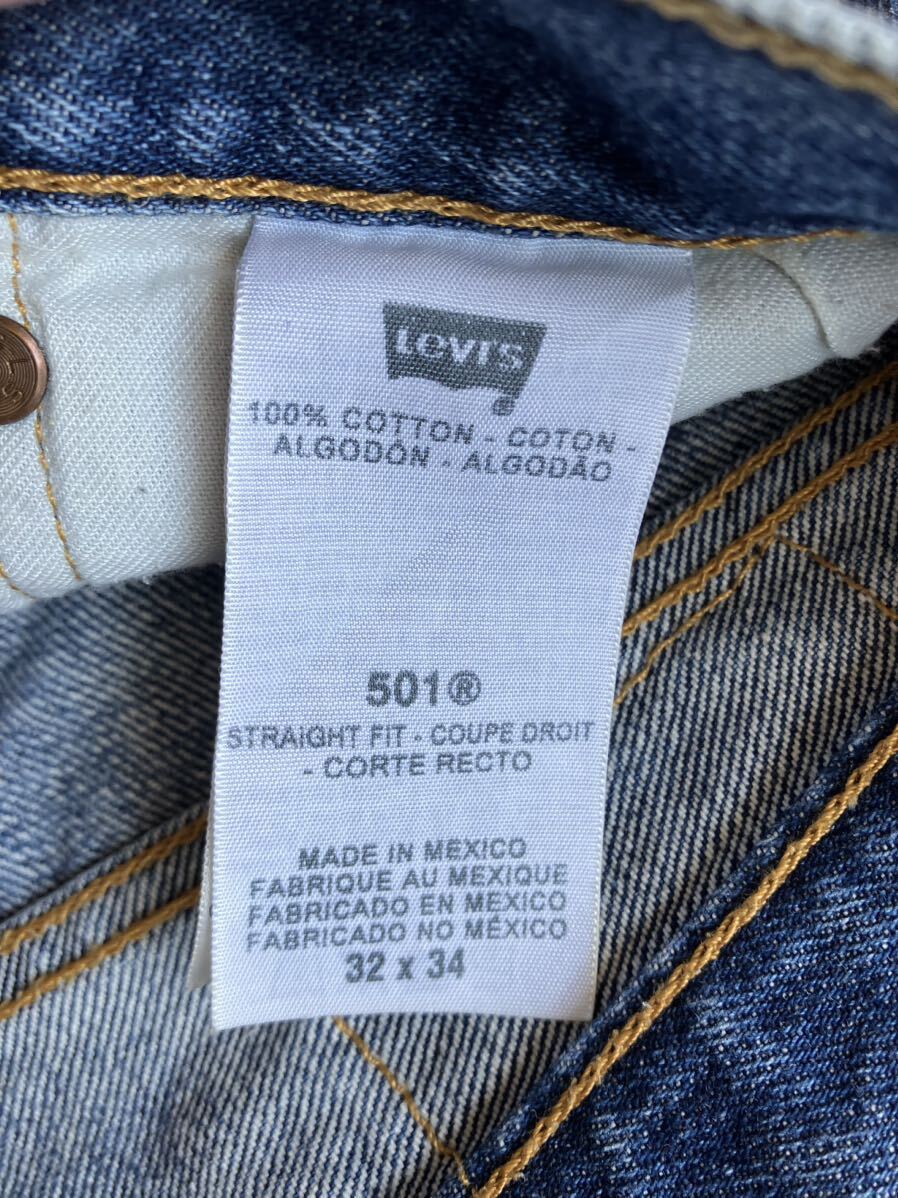 Levi's
100% COTTON - COTON -
ALGODÓN - ALGODÃO
501®
STRAIGHT FIT - COUPE DROIT
- CORTE RECTO
MADE IN MEXICO
FABRIQUE AU MEXIQUE
FABRICADO EN MEXICO
FABRICADO NO MÉXICO
32 x 34